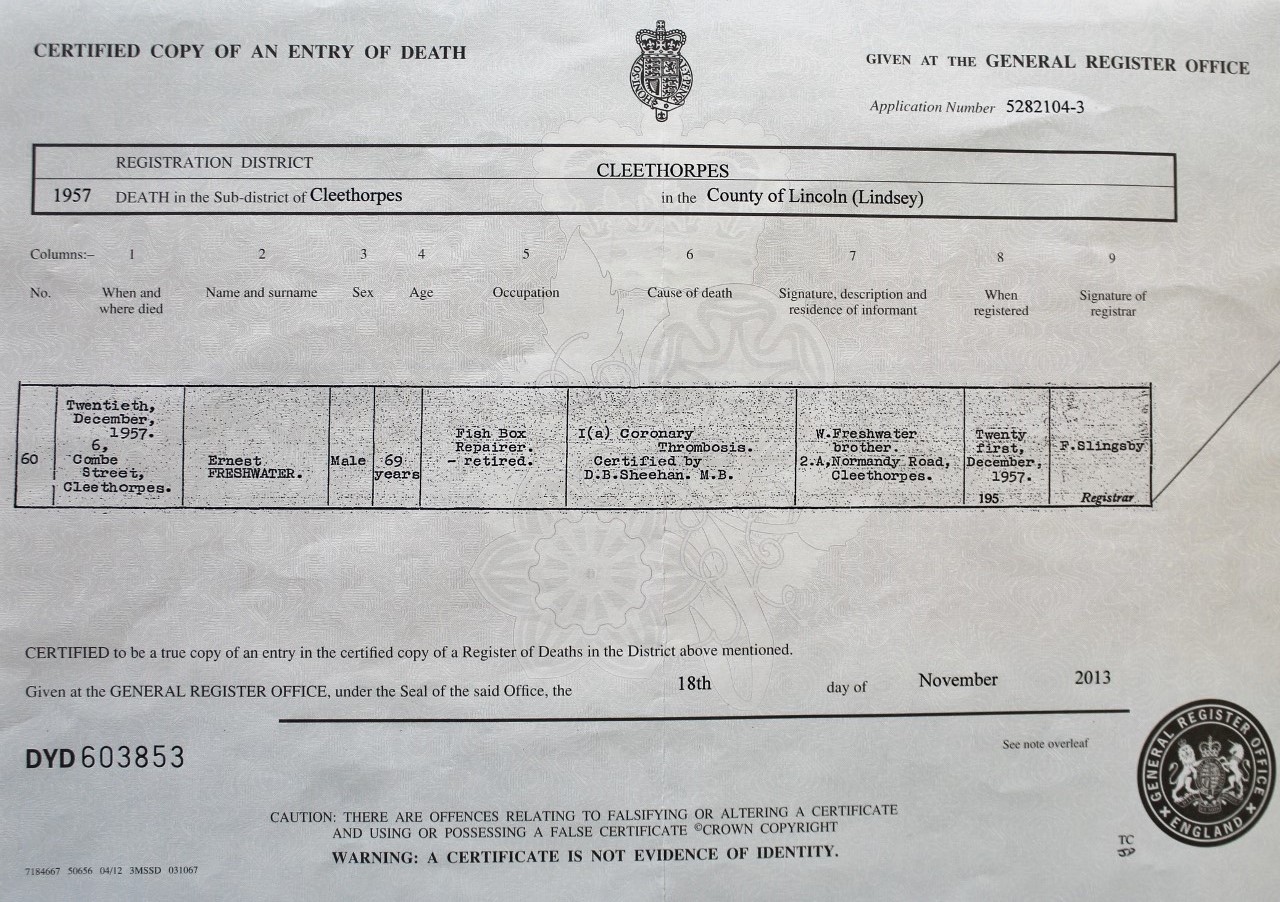 CERTIFIED COPY OF AN ENTRY OF DEATH
GIVEN AT THE GENERAL REGISTER OFFICE
Application Number 5282104-3
REGISTRATION DISTRICT CLEETHORPES
1957 DEATH in the Sub-district of Cleethorpes in the County of Lincoln (Lindsey)
Columns:– 1 2 3 4 5 6 7 8 9
No.
When and
where died
Name and surname
Sex
Age
Occupation
Cause of death
Signature, description and
residence of informant
When
registered
Signature of
registrar
60
Twentieth,
December,
1957.
6,
Combe
Street,
Cleethorpes.
Ernest
FRESHWATER.
Male
69
years
Fish Box
Repairer.
- retired.
I(a) Coronary
Thrombosis.
Certified by
D.B.Sheehan. M.B.
W.Freshwater
brother.
2.A,Normandy Road,
Cleethorpes.
Twenty
first,
December,
1957.
195
F.Slingsby
Registrar
CERTIFIED to be a true copy of an entry in the certified copy of a Register of Deaths in the District above mentioned.
Given at the GENERAL REGISTER OFFICE, under the Seal of the said Office, the 18th day of November 2013
See note overleaf
DYD 603853
GENERAL REGISTER OFFICE
ENGLAND
CAUTION: THERE ARE OFFENCES RELATING TO FALSIFYING OR ALTERING A CERTIFICATE
AND USING OR POSSESSING A FALSE CERTIFICATE ©CROWN COPYRIGHT
WARNING: A CERTIFICATE IS NOT EVIDENCE OF IDENTITY.
TC
7184667 50656 04/12 3MSSD 031067